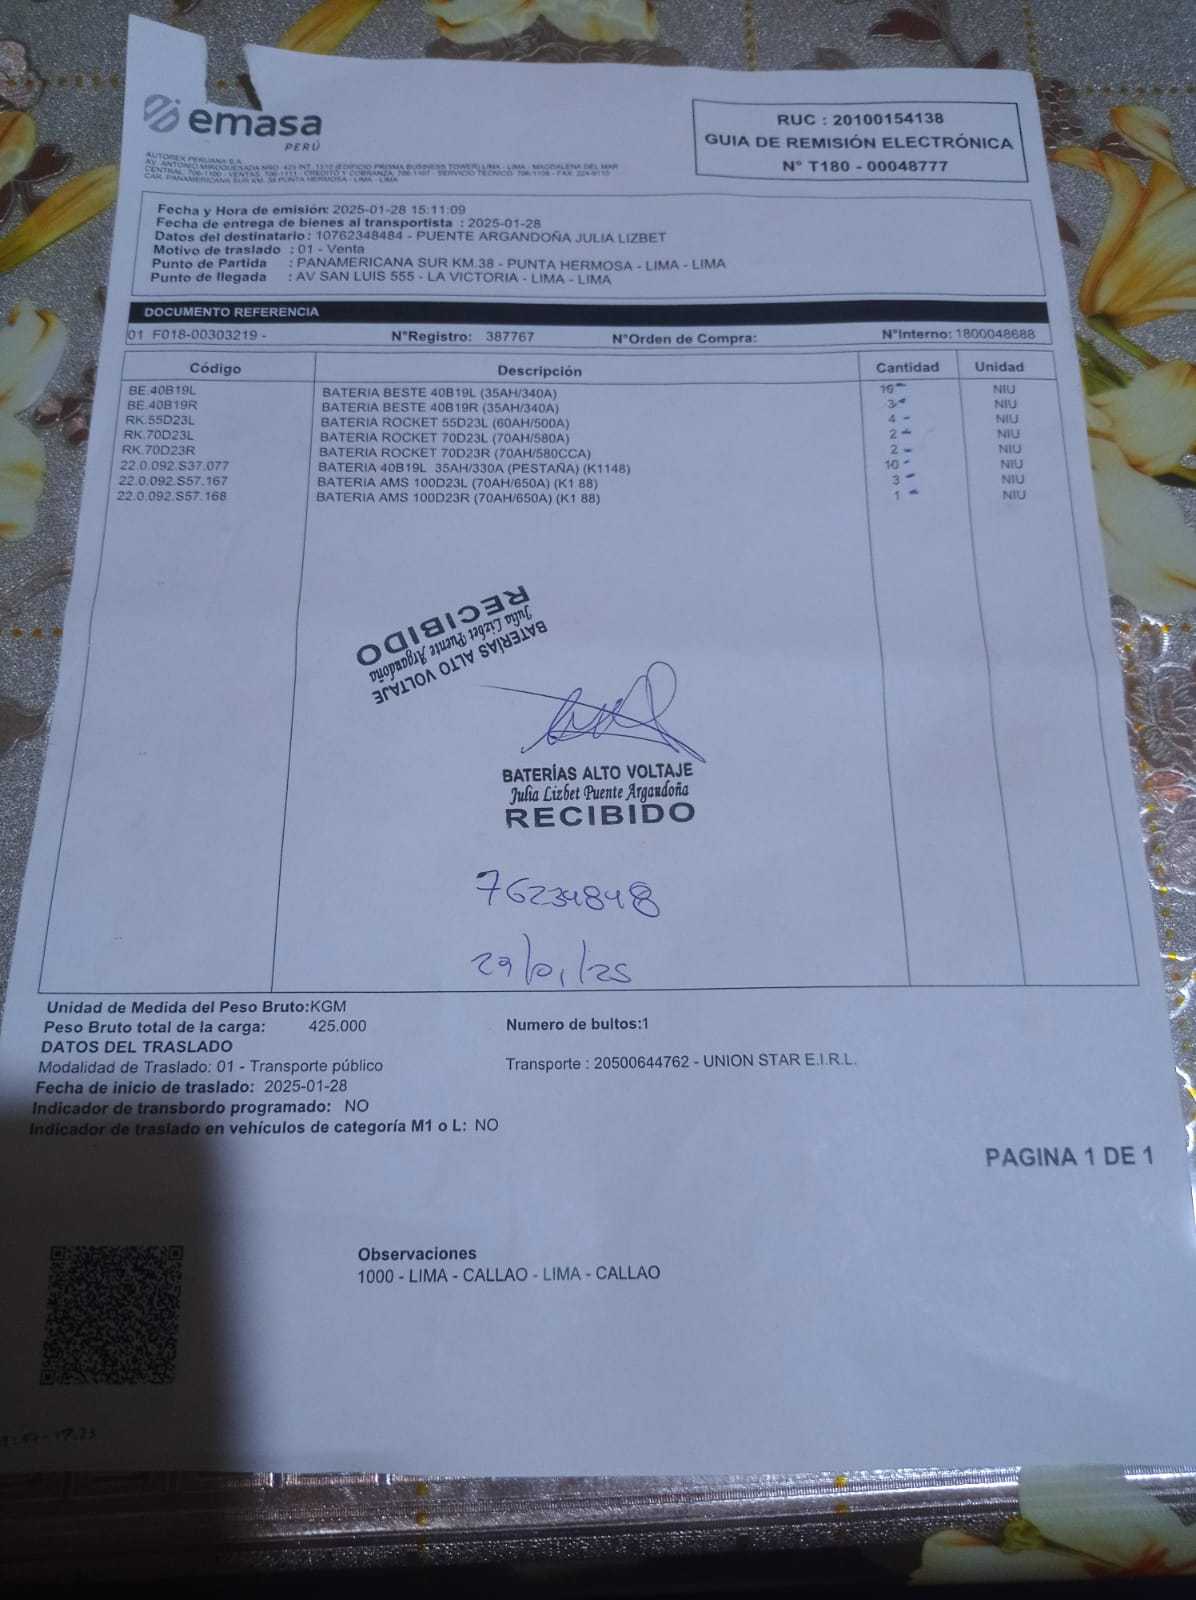 emasa
PERÚ
AUTOREX PERUANA S.A.
RUC : 20100154138
GUIA DE REMISIÓN ELECTRÓNICA
N° T180 - 00048777
Fecha y Hora de emisión: 2025-01-28 15:11:09
Fecha de entrega de bienes al transportista : 2025-01-28
Datos del destinatario: 10762348484 - PUENTE ARGANDOÑA JULIA LIZBET
Motivo de traslado : 01 - Venta
Punto de Partida : PANAMERICANA SUR KM.38 - PUNTA HERMOSA - LIMA - LIMA
Punto de llegada : AV SAN LUIS 555 - LA VICTORIA - LIMA - LIMA
DOCUMENTO REFERENCIA
01 F018-00303219 - N°Registro: 387767 N°Orden de Compra: N°Interno: 1800048688
Código Descripción Cantidad Unidad
BE.40B19L BATERIA BESTE 40B19L (35AH/340A) 10 NIU
BE.40B19R BATERIA BESTE 40B19R (35AH/340A) 3 NIU
RK.55D23L BATERIA ROCKET 55D23L (60AH/500A) 4 NIU
RK.70D23L BATERIA ROCKET 70D23L (70AH/580A) 2 NIU
RK.70D23R BATERIA ROCKET 70D23R (70AH/580CCA) 2 NIU
22.0.092.S37.077 BATERIA 40B19L 35AH/330A (PESTAÑA) (K1148) 10 NIU
22.0.092.S57.167 BATERIA AMS 100D23L (70AH/650A) (K1 88) 3 NIU
22.0.092.S57.168 BATERIA AMS 100D23R (70AH/650A) (K1 88) 1 NIU
BATERÍAS ALTO VOLTAJE
Julia Lizbet Puente Argandoña
RECIBIDO
BATERÍAS ALTO VOLTAJE
Julia Lizbet Puente Argandoña
RECIBIDO
76234848
29/01/25
Unidad de Medida del Peso Bruto:KGM
Peso Bruto total de la carga: 425.000 Numero de bultos:1
DATOS DEL TRASLADO
Modalidad de Traslado: 01 - Transporte público Transporte : 20500644762 - UNION STAR E.I.R.L.
Fecha de inicio de traslado: 2025-01-28
Indicador de transbordo programado: NO
Indicador de traslado en vehículos de categoría M1 o L: NO
PAGINA 1 DE 1
Observaciones
1000 - LIMA - CALLAO - LIMA - CALLAO